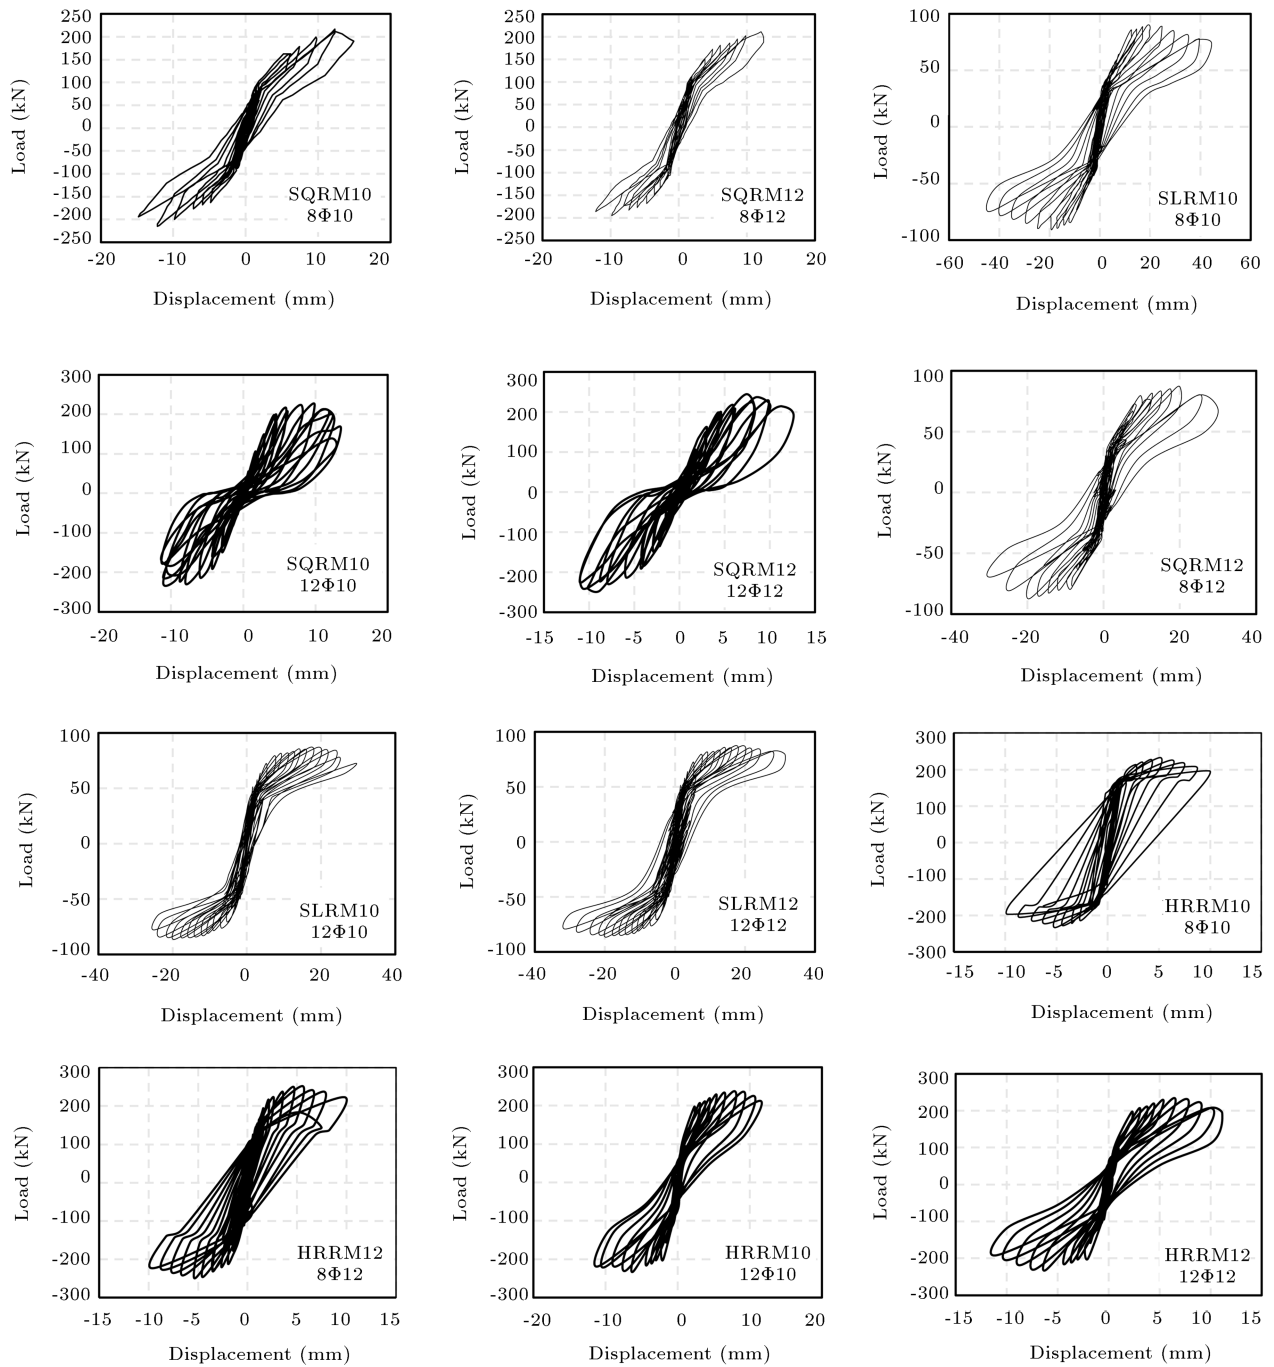 250
200
150
100
50
0
-50
-100
-150
-200
-250
Load (kN)
SQRM10
8Φ10
-20 -10 0 10 20
Displacement (mm)
250
200
150
100
50
0
-50
-100
-150
-200
-250
Load (kN)
SQRM12
8Φ12
-20 -10 0 10 20
Displacement (mm)
100
50
0
-50
-100
Load (kN)
SLRM10
8Φ10
-60 -40 -20 0 20 40 60
Displacement (mm)
300
200
100
0
-100
-200
-300
Load (kN)
SQRM10
12Φ10
-20 -10 0 10 20
Displacement (mm)
300
200
100
0
-100
-200
-300
Load (kN)
SQRM12
12Φ12
-15 -10 -5 0 5 10 15
Displacement (mm)
100
50
0
-50
-100
Load (kN)
SQRM12
8Φ12
-40 -20 0 20 40
Displacement (mm)
100
50
0
-50
-100
Load (kN)
SLRM10
12Φ10
-40 -20 0 20 40
Displacement (mm)
100
50
0
-50
-100
Load (kN)
SLRM12
12Φ12
-40 -20 0 20 40
Displacement (mm)
300
200
100
0
-100
-200
-300
Load (kN)
HRRM10
8Φ10
-15 -10 -5 0 5 10 15
Displacement (mm)
300
200
100
0
-100
-200
-300
Load (kN)
HRRM12
8Φ12
-15 -10 -5 0 5 10 15
Displacement (mm)
300
200
100
0
-100
-200
-300
Load (kN)
HRRM10
12Φ10
-20 -10 0 10 20
Displacement (mm)
300
200
100
0
-100
-200
-300
Load (kN)
HRRM12
12Φ12
-15 -10 -5 0 5 10 15
Displacement (mm)